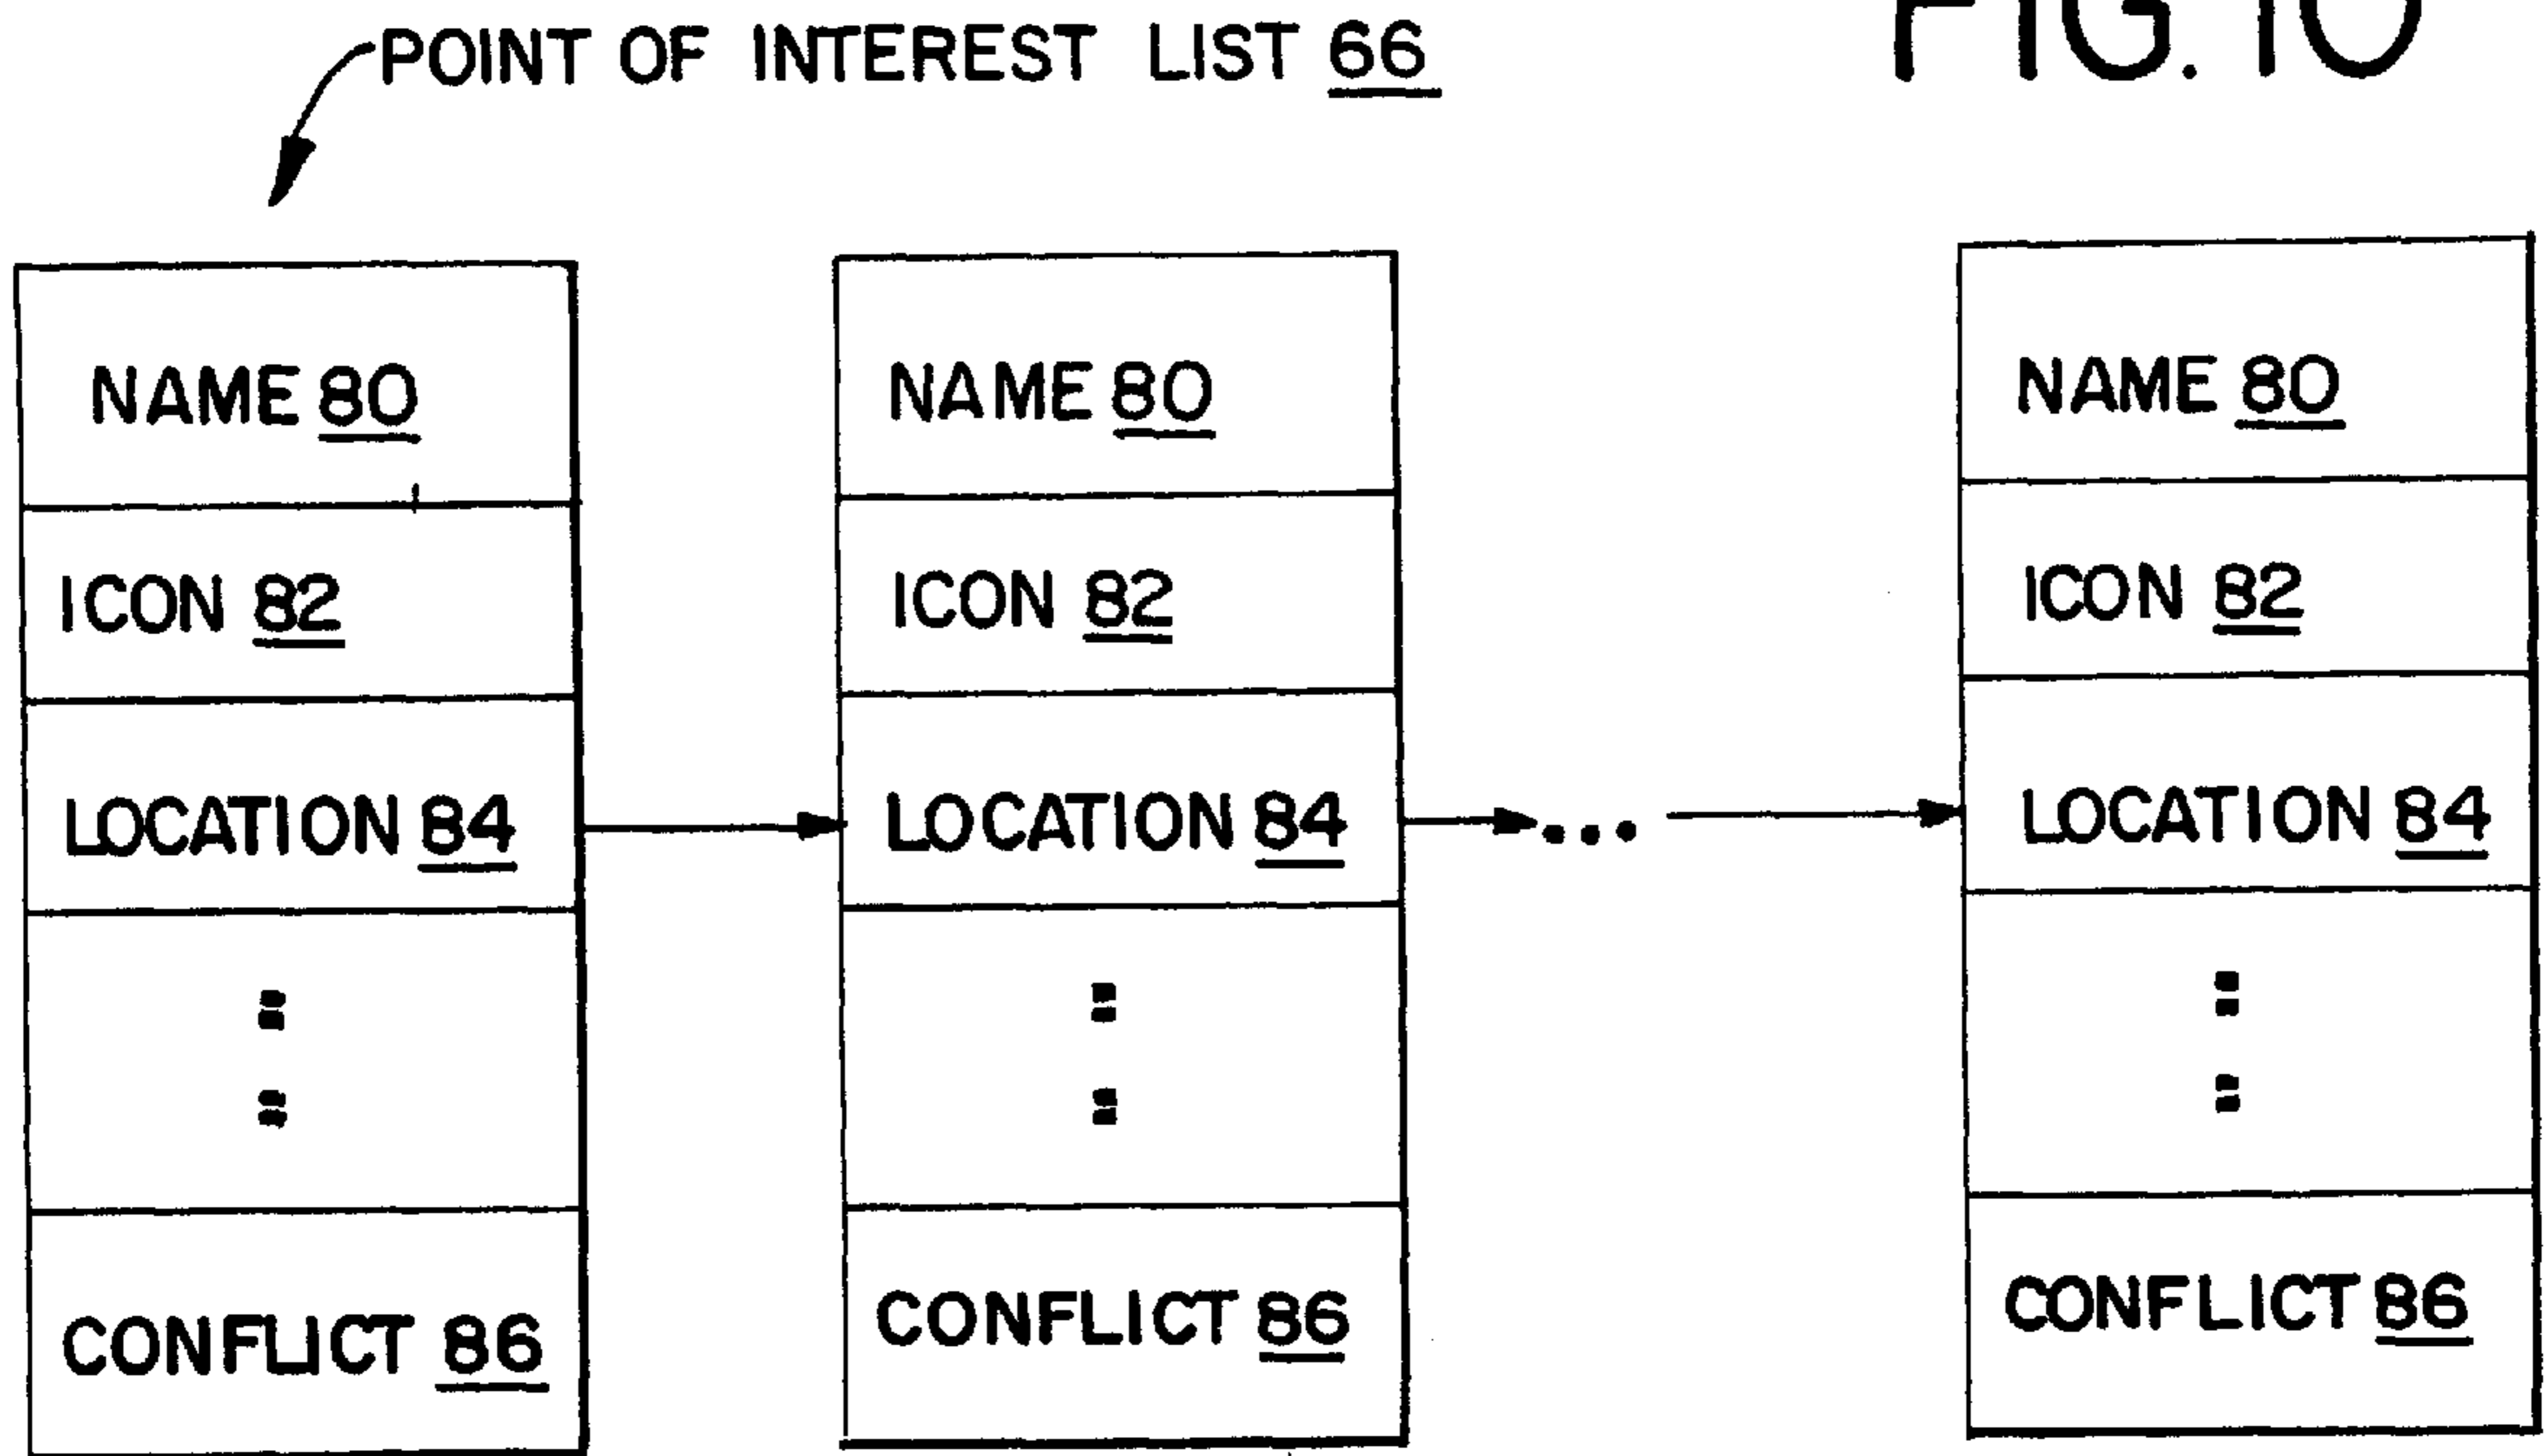 FIG. 10
POINT OF INTEREST LIST 66
NAME 80
ICON 82
LOCATION 84
CONFLICT 86
NAME 80
ICON 82
LOCATION 84
CONFLICT 86
...
NAME 80
ICON 82
LOCATION 84
CONFLICT 86